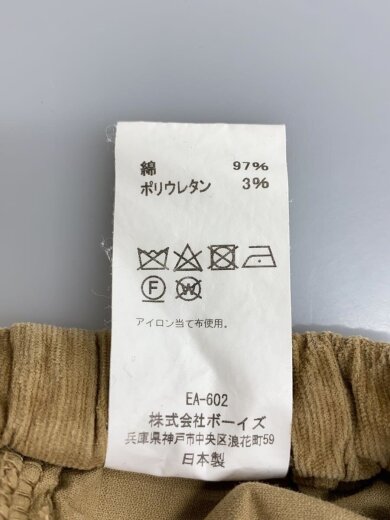 綿 97%
ポリウレタン 3%
F W
アイロン当て布使用。
EA-602
株式会社ボーイズ
兵庫県神戸市中央区浪花町59
日本製